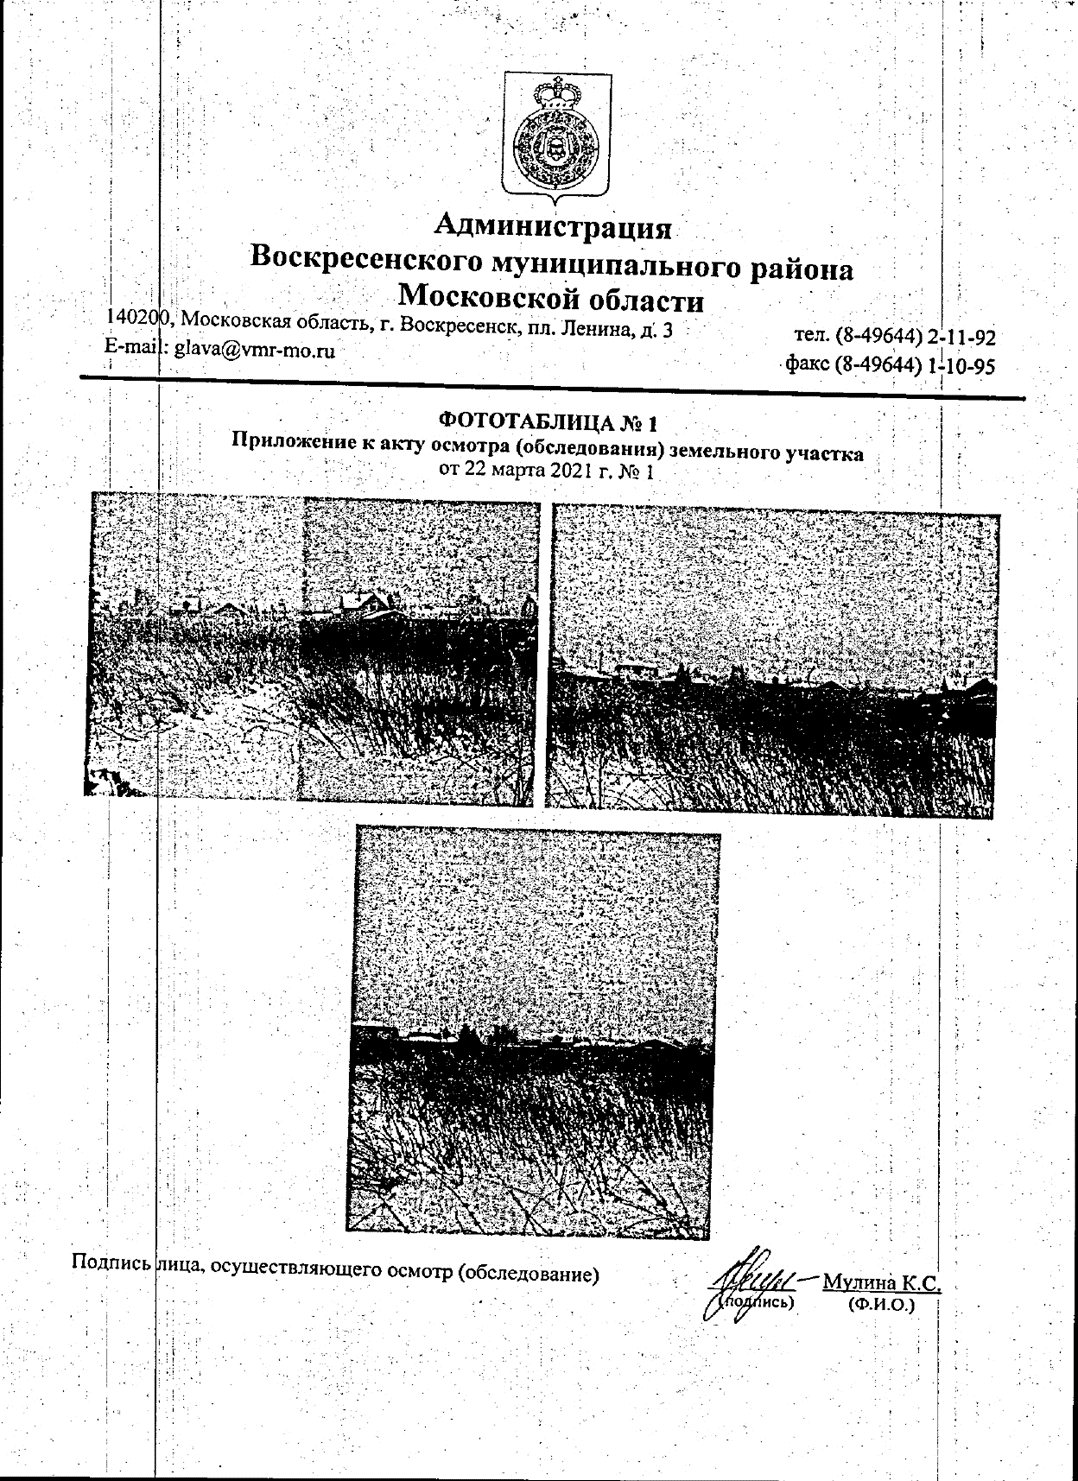 Администрация
Воскресенского муниципального района
Московской области
140200, Московская область, г. Воскресенск, пл. Ленина, д. 3
тел. (8-49644) 2-11-92
E-mail: glava@vmr-mo.ru
факс (8-49644) 1-10-95
ФОТОТАБЛИЦА № 1
Приложение к акту осмотра (обследования) земельного участка
от 22 марта 2021 г. № 1
Подпись лица, осуществляющего осмотр (обследование)
Мулина К.С.
(подпись)
(Ф.И.О.)